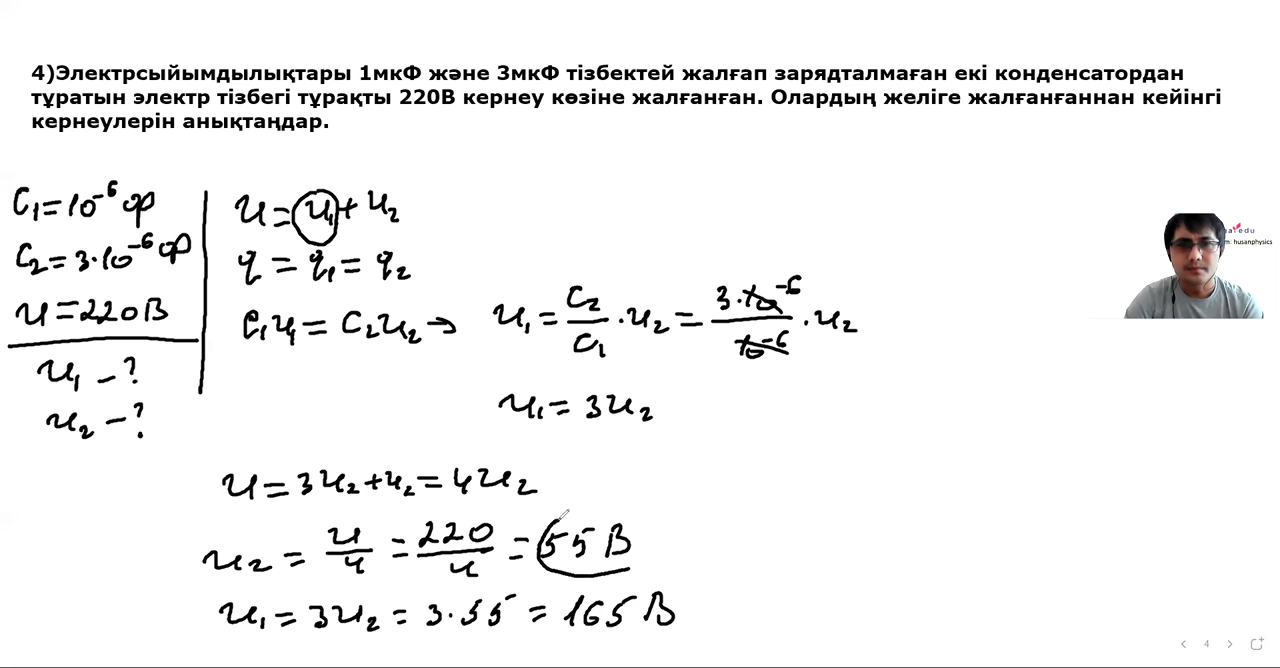 4)Электрсыйымдылықтары 1мкФ және 3мкФ тізбектей жалғап зарядталмаған екі конденсатордан
тұратын электр тізбегі тұрақты 220В кернеу көзіне жалғанған. Олардың желіге жалғанғаннан кейінгі
кернеулерін анықтаңдар.
C₁=10⁻⁶ ф
C₂=3·10⁻⁶ ф
u=220В
u₁ – ?
u₂ – ?
u=u₁+u₂
q=q₁=q₂
C₁u₁=C₂u₂→ u₁=C₂/C₁·u₂=3·10⁻⁶/10⁻⁶·u₂
u₁=3u₂
u=3u₂+u₂=4u₂
u₂=u/4=220/4=55 В
u₁=3u₂=3·55=165 В
edu
m: husanphysics
4